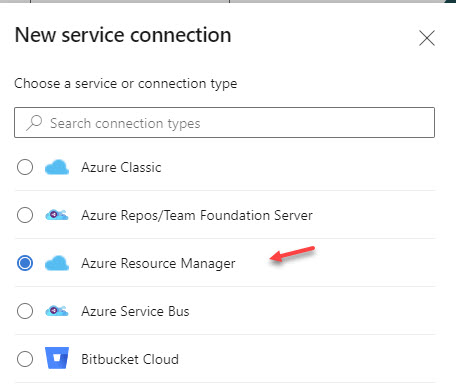 New service connection
Choose a service or connection type
Search connection types
Azure Classic
Azure Repos/Team Foundation Server
Azure Resource Manager
Azure Service Bus
Bitbucket Cloud